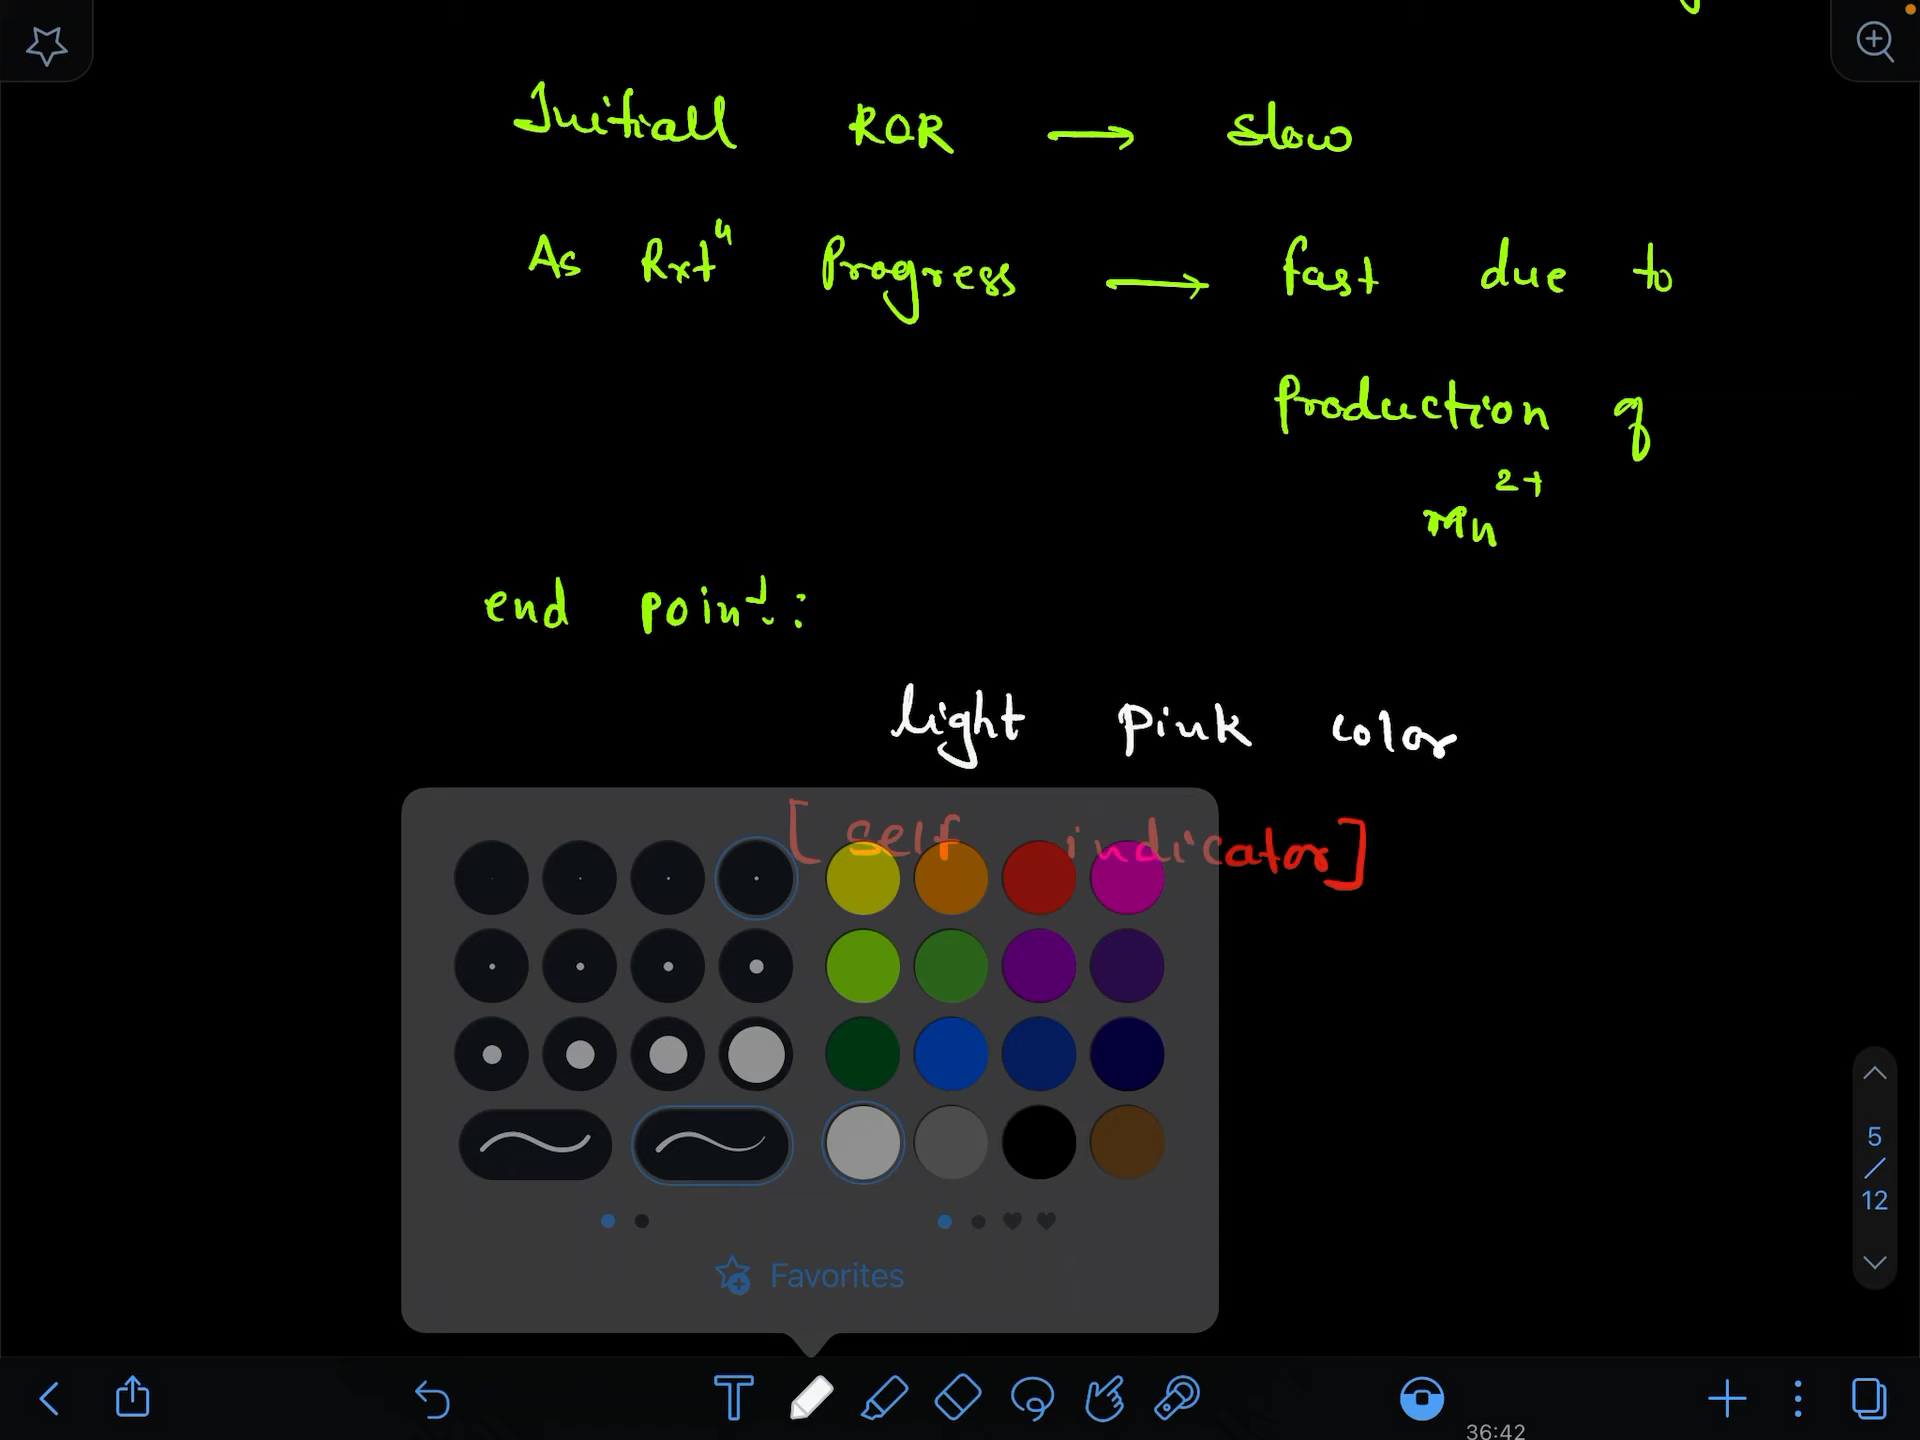 Initiall ROR → slow
As Rxtⁿ Progress → fast due to
Production of
Mn²⁺
end point :
light pink color
[self indicator]
Favorites
5
/
12
36:42